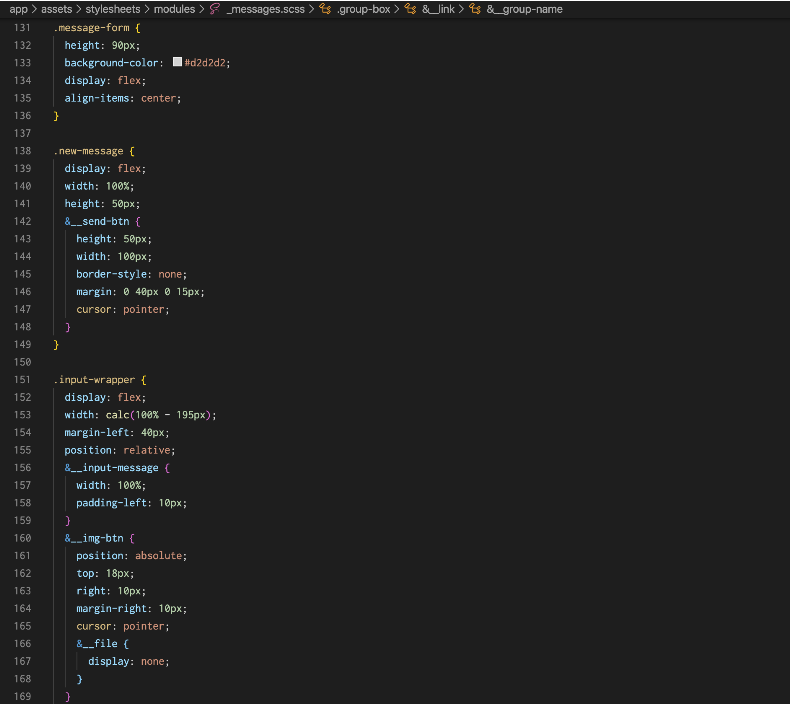 app > assets > stylesheets > modules > _messages.scss > .group-box > &__link > &__group-name
131 .message-form {
132 height: 90px;
133 background-color: #d2d2d2;
134 display: flex;
135 align-items: center;
136 }
137
138 .new-message {
139 display: flex;
140 width: 100%;
141 height: 50px;
142 &__send-btn {
143 height: 50px;
144 width: 100px;
145 border-style: none;
146 margin: 0 40px 0 15px;
147 cursor: pointer;
148 }
149 }
150
151 .input-wrapper {
152 display: flex;
153 width: calc(100% - 195px);
154 margin-left: 40px;
155 position: relative;
156 &__input-message {
157 width: 100%;
158 padding-left: 10px;
159 }
160 &__img-btn {
161 position: absolute;
162 top: 18px;
163 right: 10px;
164 margin-right: 10px;
165 cursor: pointer;
166 &__file {
167 display: none;
168 }
169 }